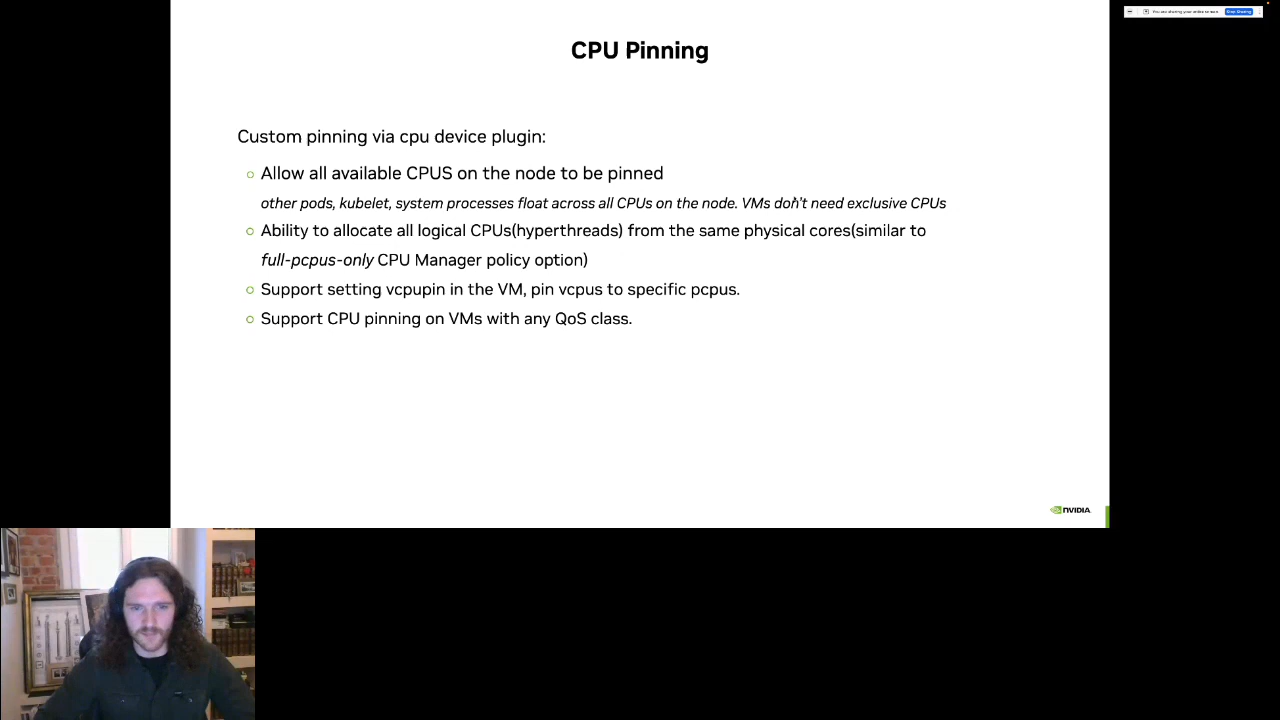 CPU Pinning
Custom pinning via cpu device plugin:
Allow all available CPUS on the node to be pinned
other pods, kubelet, system processes float across all CPUs on the node. VMs don't need exclusive CPUs
Ability to allocate all logical CPUs(hyperthreads) from the same physical cores(similar to
full-pcpus-only CPU Manager policy option)
Support setting vcpupin in the VM, pin vcpus to specific pcpus.
Support CPU pinning on VMs with any QoS class.
NVIDIA
Stop Sharing